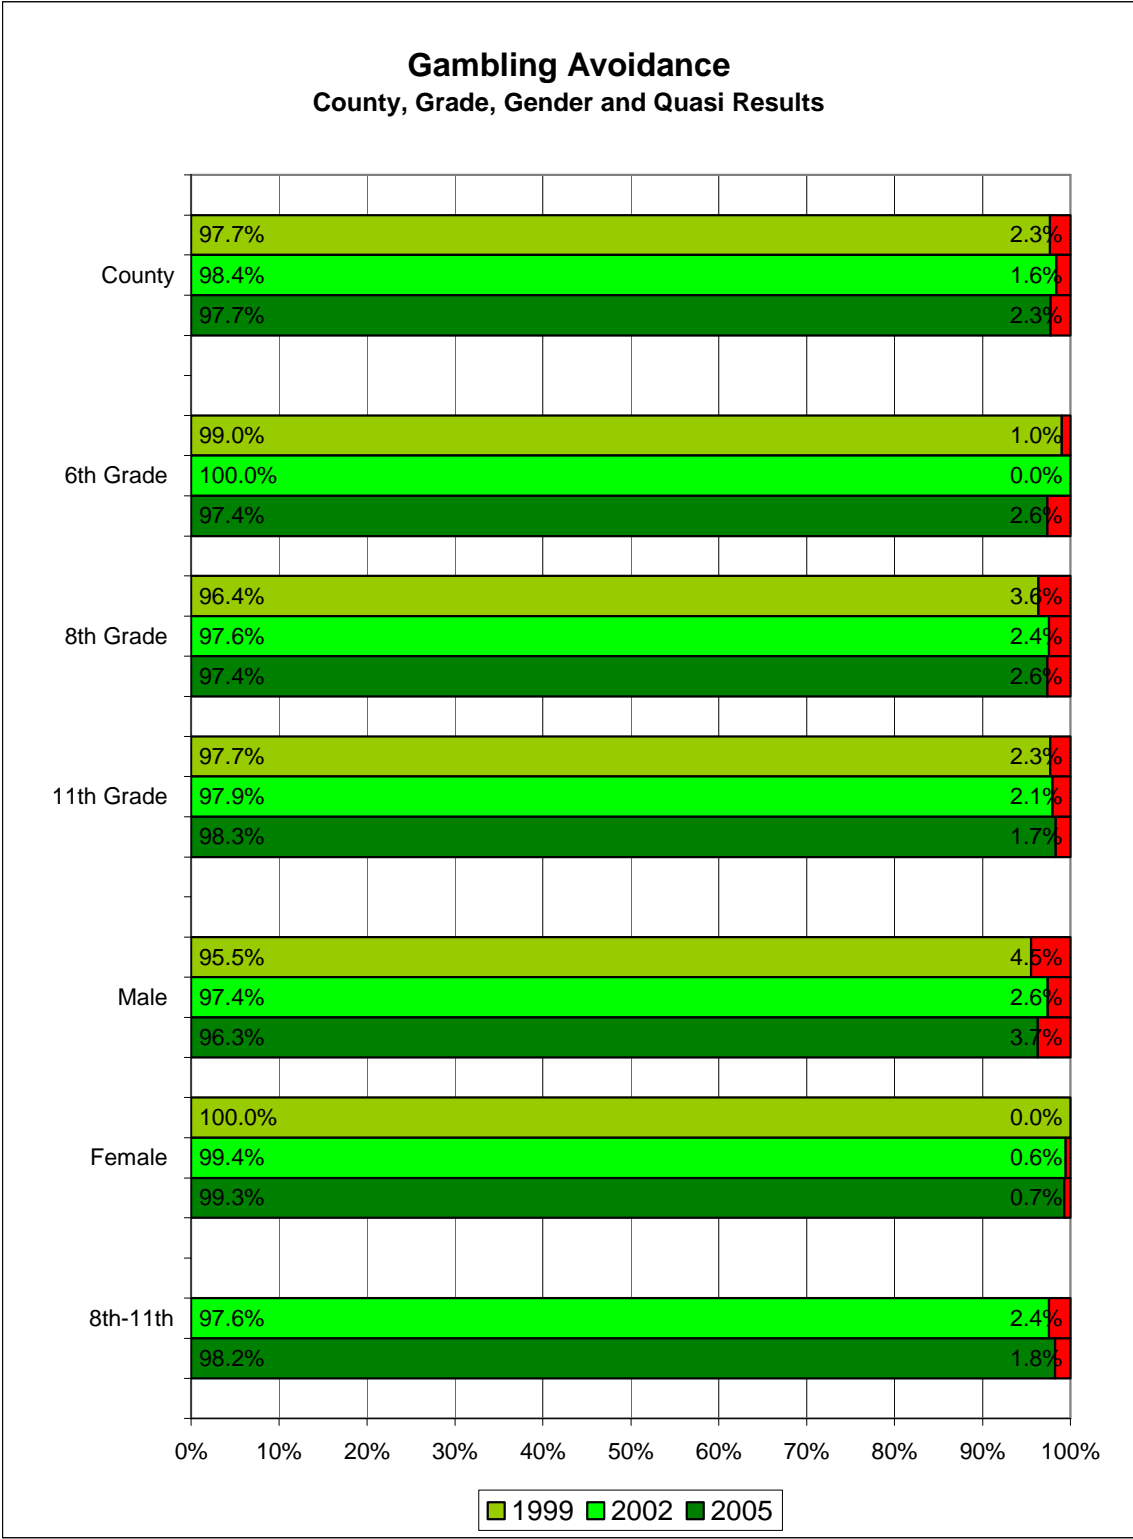 Gambling Avoidance
County, Grade, Gender and Quasi Results
97.7% 2.3%
County 98.4% 1.6%
97.7% 2.3%
99.0% 1.0%
6th Grade 100.0% 0.0%
97.4% 2.6%
96.4% 3.6%
8th Grade 97.6% 2.4%
97.4% 2.6%
97.7% 2.3%
11th Grade 97.9% 2.1%
98.3% 1.7%
95.5% 4.5%
Male 97.4% 2.6%
96.3% 3.7%
100.0% 0.0%
Female 99.4% 0.6%
99.3% 0.7%
8th-11th 97.6% 2.4%
98.2% 1.8%
0% 10% 20% 30% 40% 50% 60% 70% 80% 90% 100%
1999 2002 2005